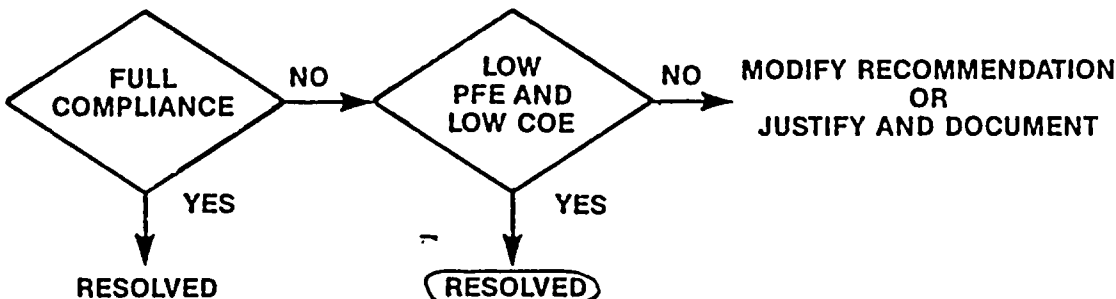 FULL
COMPLIANCE
NO
LOW
PFE AND
LOW COE
NO
MODIFY RECOMMENDATION
OR
JUSTIFY AND DOCUMENT
YES
YES
RESOLVED
RESOLVED